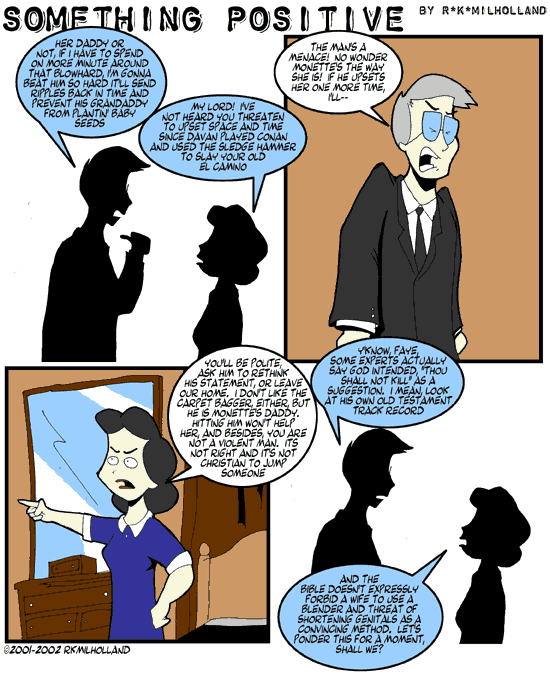 SOMETHING POSITIVE
BY R*K*MILHOLLAND
HER DADDY OR
NOT, IF I HAVE TO SPEND
ON MORE MINUTE AROUND
THAT BLOWHARD, I'M GONNA
BEAT HIM SO HARD IT'LL SEND
RIPPLES BACK IN TIME AND
PREVENT HIS GRANDADDY
FROM PLANTIN' BABY
SEEDS
MY LORD! I'VE
NOT HEARD YOU THREATEN
TO UPSET SPACE AND TIME
SINCE DAVAN PLAYED CONAN
AND USED THE SLEDGE HAMMER
TO SLAY YOUR OLD
EL CAMINO
THE MAN'S A
MENACE! NO WONDER
MONETTE'S THE WAY
SHE IS! IF HE UPSETS
HER ONE MORE TIME,
I'LL--
YOU'LL BE POLITE,
ASK HIM TO RETHINK
HIS STATEMENT, OR LEAVE
OUR HOME. I DON'T LIKE THE
CARPET BAGGER, EITHER, BUT
HE IS MONETTE'S DADDY.
HITTING HIM WON'T HELP
HER, AND BESIDES, YOU ARE
NOT A VIOLENT MAN. ITS
NOT RIGHT AND IT'S NOT
CHRISTIAN TO JUMP
SOMEONE
Y'KNOW, FAYE,
SOME EXPERTS ACTUALLY
SAY GOD INTENDED, "THOU
SHALL NOT KILL" AS A
SUGGESTION. I MEAN, LOOK
AT HIS OWN OLD TESTAMENT
TRACK RECORD
AND THE
BIBLE DOESN'T EXPRESSLY
FORBID A WIFE TO USE A
BLENDER AND THREAT OF
SHORTENING GENITALS AS A
CONVINCING METHOD. LET'S
PONDER THIS FOR A MOMENT,
SHALL WE?
©2001-2002 RKMILHOLLAND